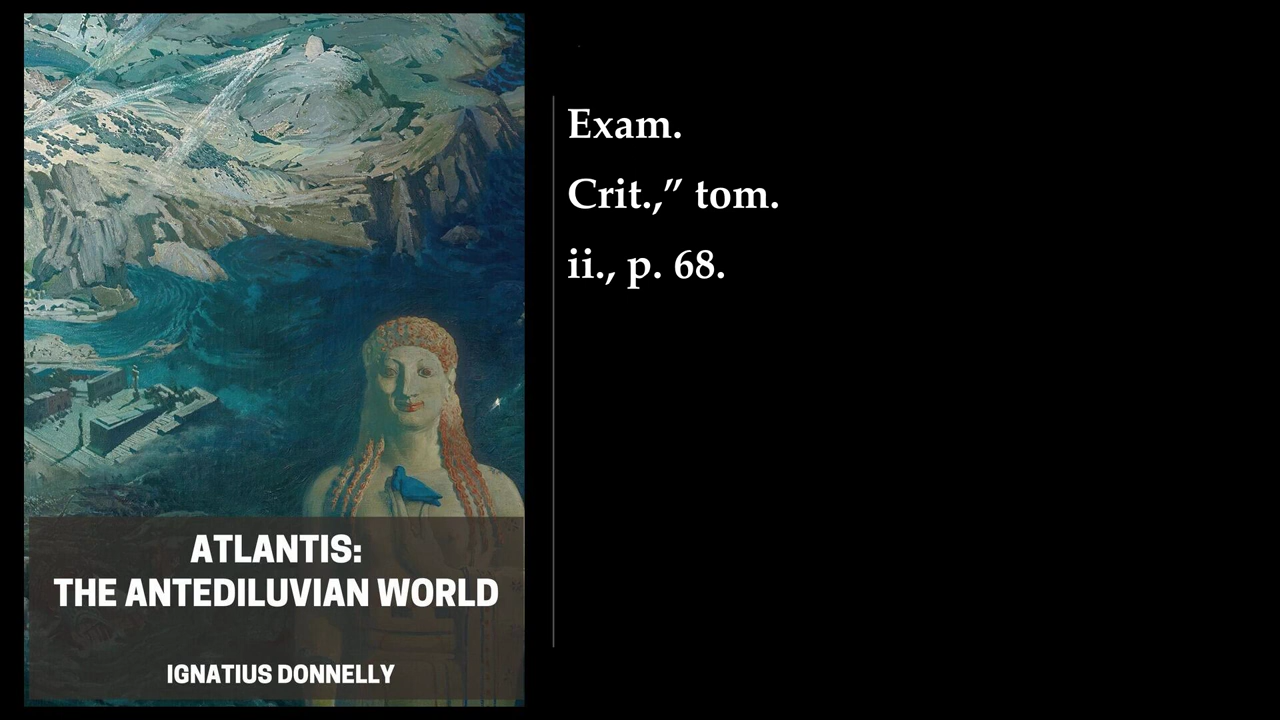 Exam.
Crit.,” tom.
ii., p. 68.
ATLANTIS:
THE ANTEDILUVIAN WORLD
IGNATIUS DONNELLY